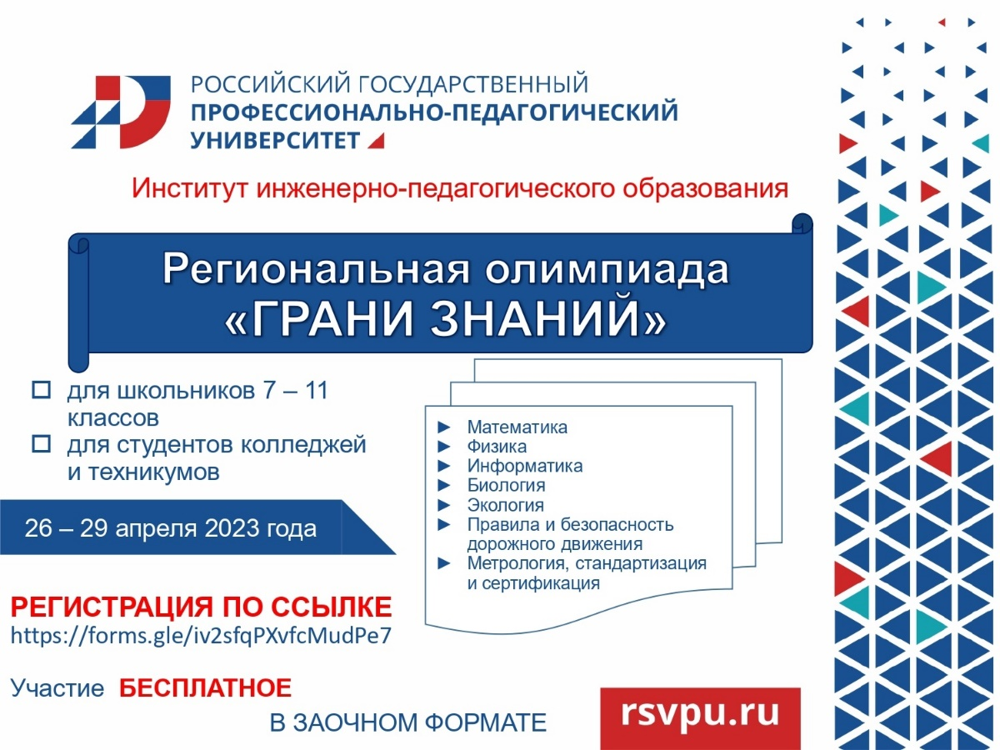 РОССИЙСКИЙ ГОСУДАРСТВЕННЫЙ
ПРОФЕССИОНАЛЬНО-ПЕДАГОГИЧЕСКИЙ
УНИВЕРСИТЕТ
Институт инженерно-педагогического образования
Региональная олимпиада
«ГРАНИ ЗНАНИЙ»
для школьников 7 – 11
классов
для студентов колледжей
и техникумов
26 – 29 апреля 2023 года
Математика
Физика
Информатика
Биология
Экология
Правила и безопасность
дорожного движения
Метрология, стандартизация
и сертификация
РЕГИСТРАЦИЯ ПО ССЫЛКЕ
https://forms.gle/iv2sfqPXvfcMudPe7
Участие БЕСПЛАТНОЕ
В ЗАОЧНОМ ФОРМАТЕ
rsvpu.ru